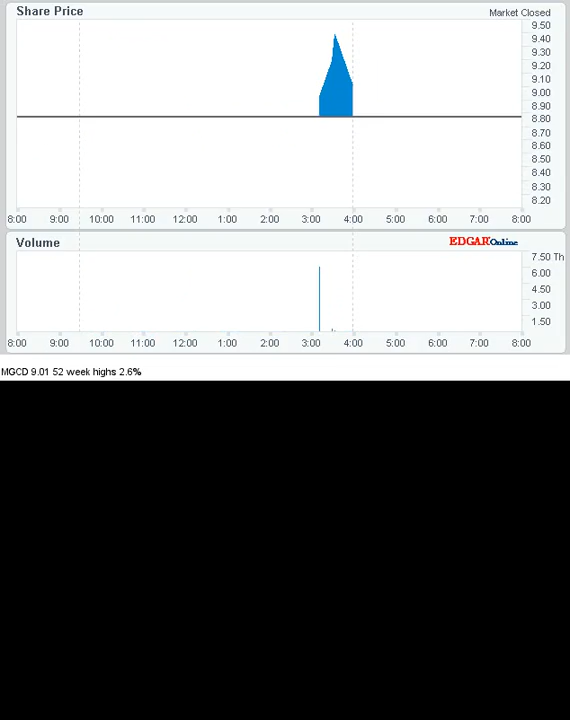 Share Price
Market Closed
9.50
9.40
9.30
9.20
9.10
9.00
8.90
8.80
8.70
8.60
8.50
8.40
8.30
8.20
8:00 9:00 10:00 11:00 12:00 1:00 2:00 3:00 4:00 5:00 6:00 7:00 8:00
Volume
EDGAR Online
7.50 Th
6.00
4.50
3.00
1.50
8:00 9:00 10:00 11:00 12:00 1:00 2:00 3:00 4:00 5:00 6:00 7:00 8:00
MGCD 9.01 52 week highs 2.6%